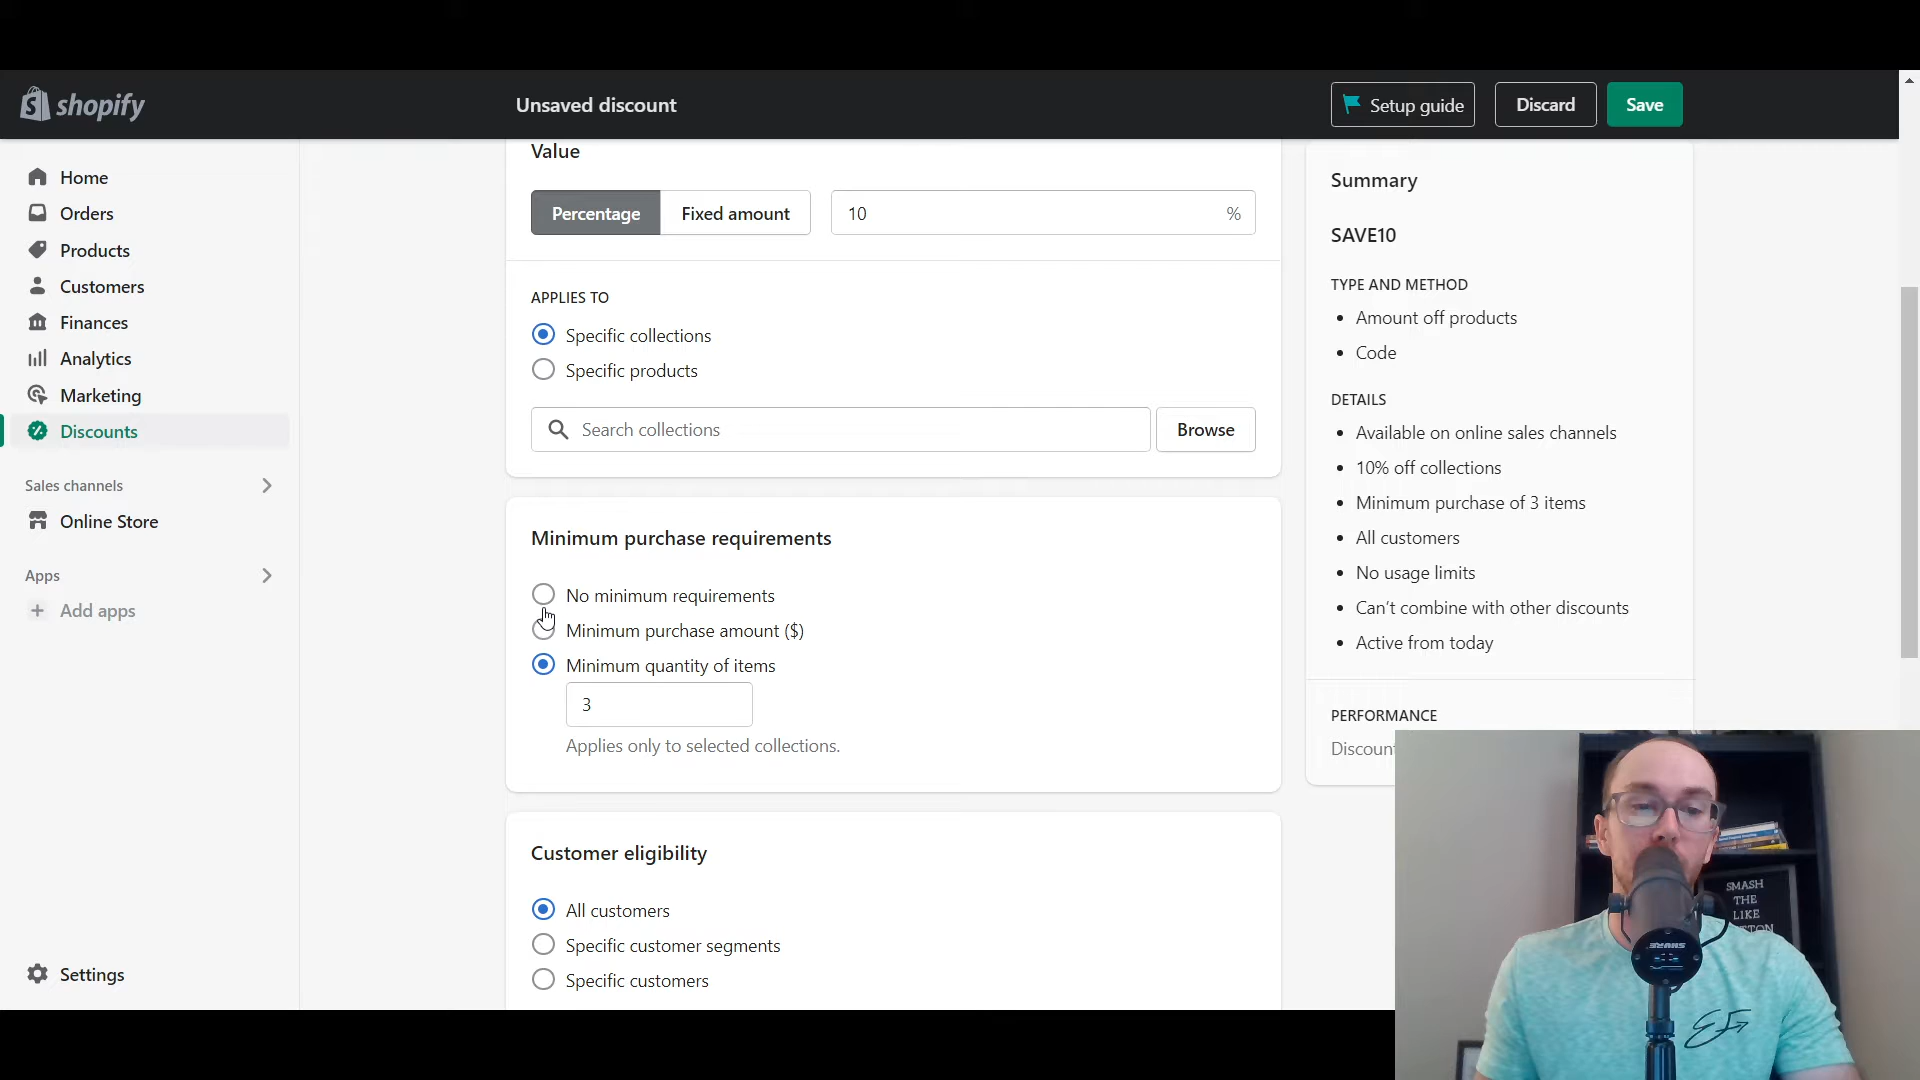 shopify
Unsaved discount
Setup guide
Discard
Save
Home
Orders
Products
Customers
Finances
Analytics
Marketing
Discounts
Sales channels
Online Store
Apps
Add apps
Settings
Value
Percentage
Fixed amount
10 %
APPLIES TO
Specific collections
Specific products
Search collections
Browse
Minimum purchase requirements
No minimum requirements
Minimum purchase amount ($)
Minimum quantity of items
3
Applies only to selected collections.
Customer eligibility
All customers
Specific customer segments
Specific customers
Summary
SAVE10
TYPE AND METHOD
• Amount off products
• Code
DETAILS
• Available on online sales channels
• 10% off collections
• Minimum purchase of 3 items
• All customers
• No usage limits
• Can't combine with other discounts
• Active from today
PERFORMANCE
Discount
SMASH
THE
LIKE
SHURE